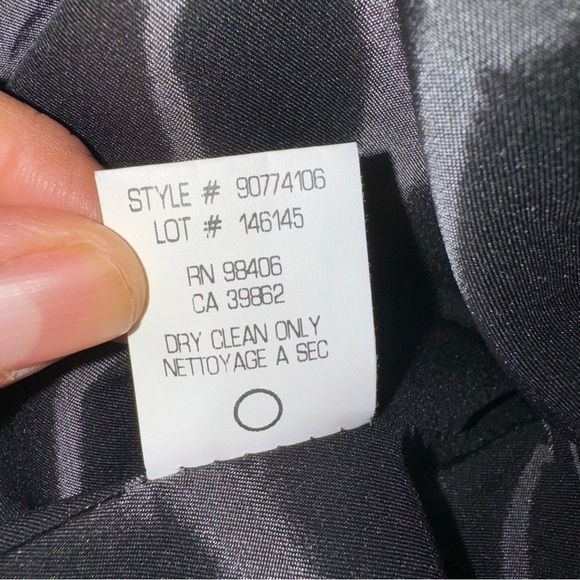 STYLE # 90774106
LOT # 146145
RN 98406
CA 39862
DRY CLEAN ONLY
NETTOYAGE A SEC